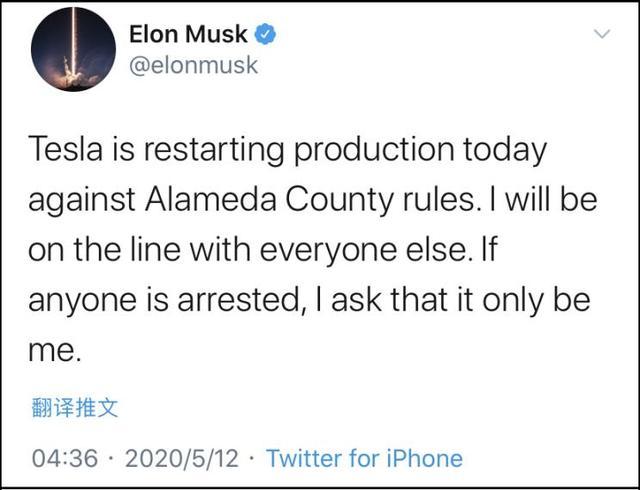 Elon Musk
@elonmusk
Tesla is restarting production today
against Alameda County rules. I will be
on the line with everyone else. If
anyone is arrested, I ask that it only be
me.
翻译推文
04:36 · 2020/5/12 · Twitter for iPhone